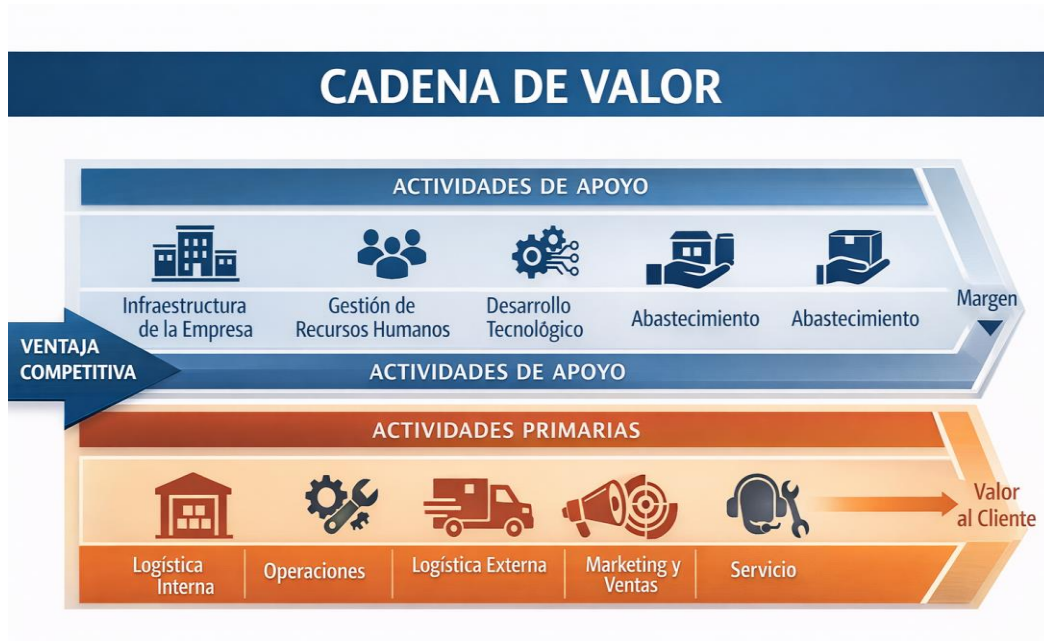 CADENA DE VALOR
ACTIVIDADES DE APOYO
Infraestructura
de la Empresa
Gestión de
Recursos Humanos
Desarrollo
Tecnológico
Abastecimiento
Abastecimiento
Margen
VENTAJA
COMPETITIVA
ACTIVIDADES DE APOYO
ACTIVIDADES PRIMARIAS
Logística
Interna
Operaciones
Logística Externa
Marketing y
Ventas
Servicio
Valor
al Cliente